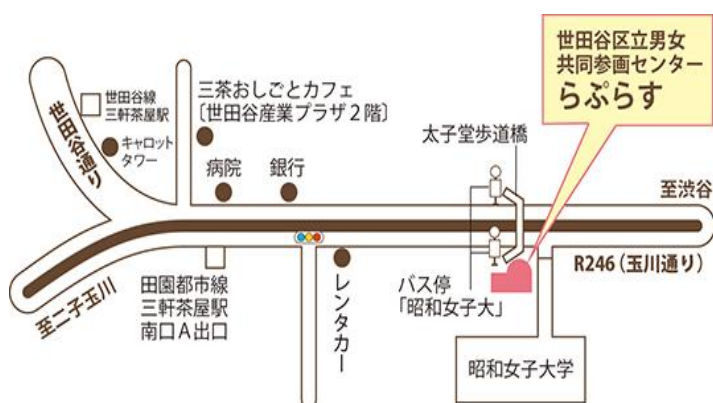 世田谷区立男女
共同参画センター
らぷらす
世田谷通り
世田谷線
三軒茶屋駅
キャロット
タワー
三茶おしごとカフェ
〔世田谷産業プラザ2階〕
病院
銀行
太子堂歩道橋
至渋谷
R246(玉川通り)
至二子玉川
田園都市線
三軒茶屋駅
南口A出口
レンタカー
バス停
「昭和女子大」
昭和女子大学